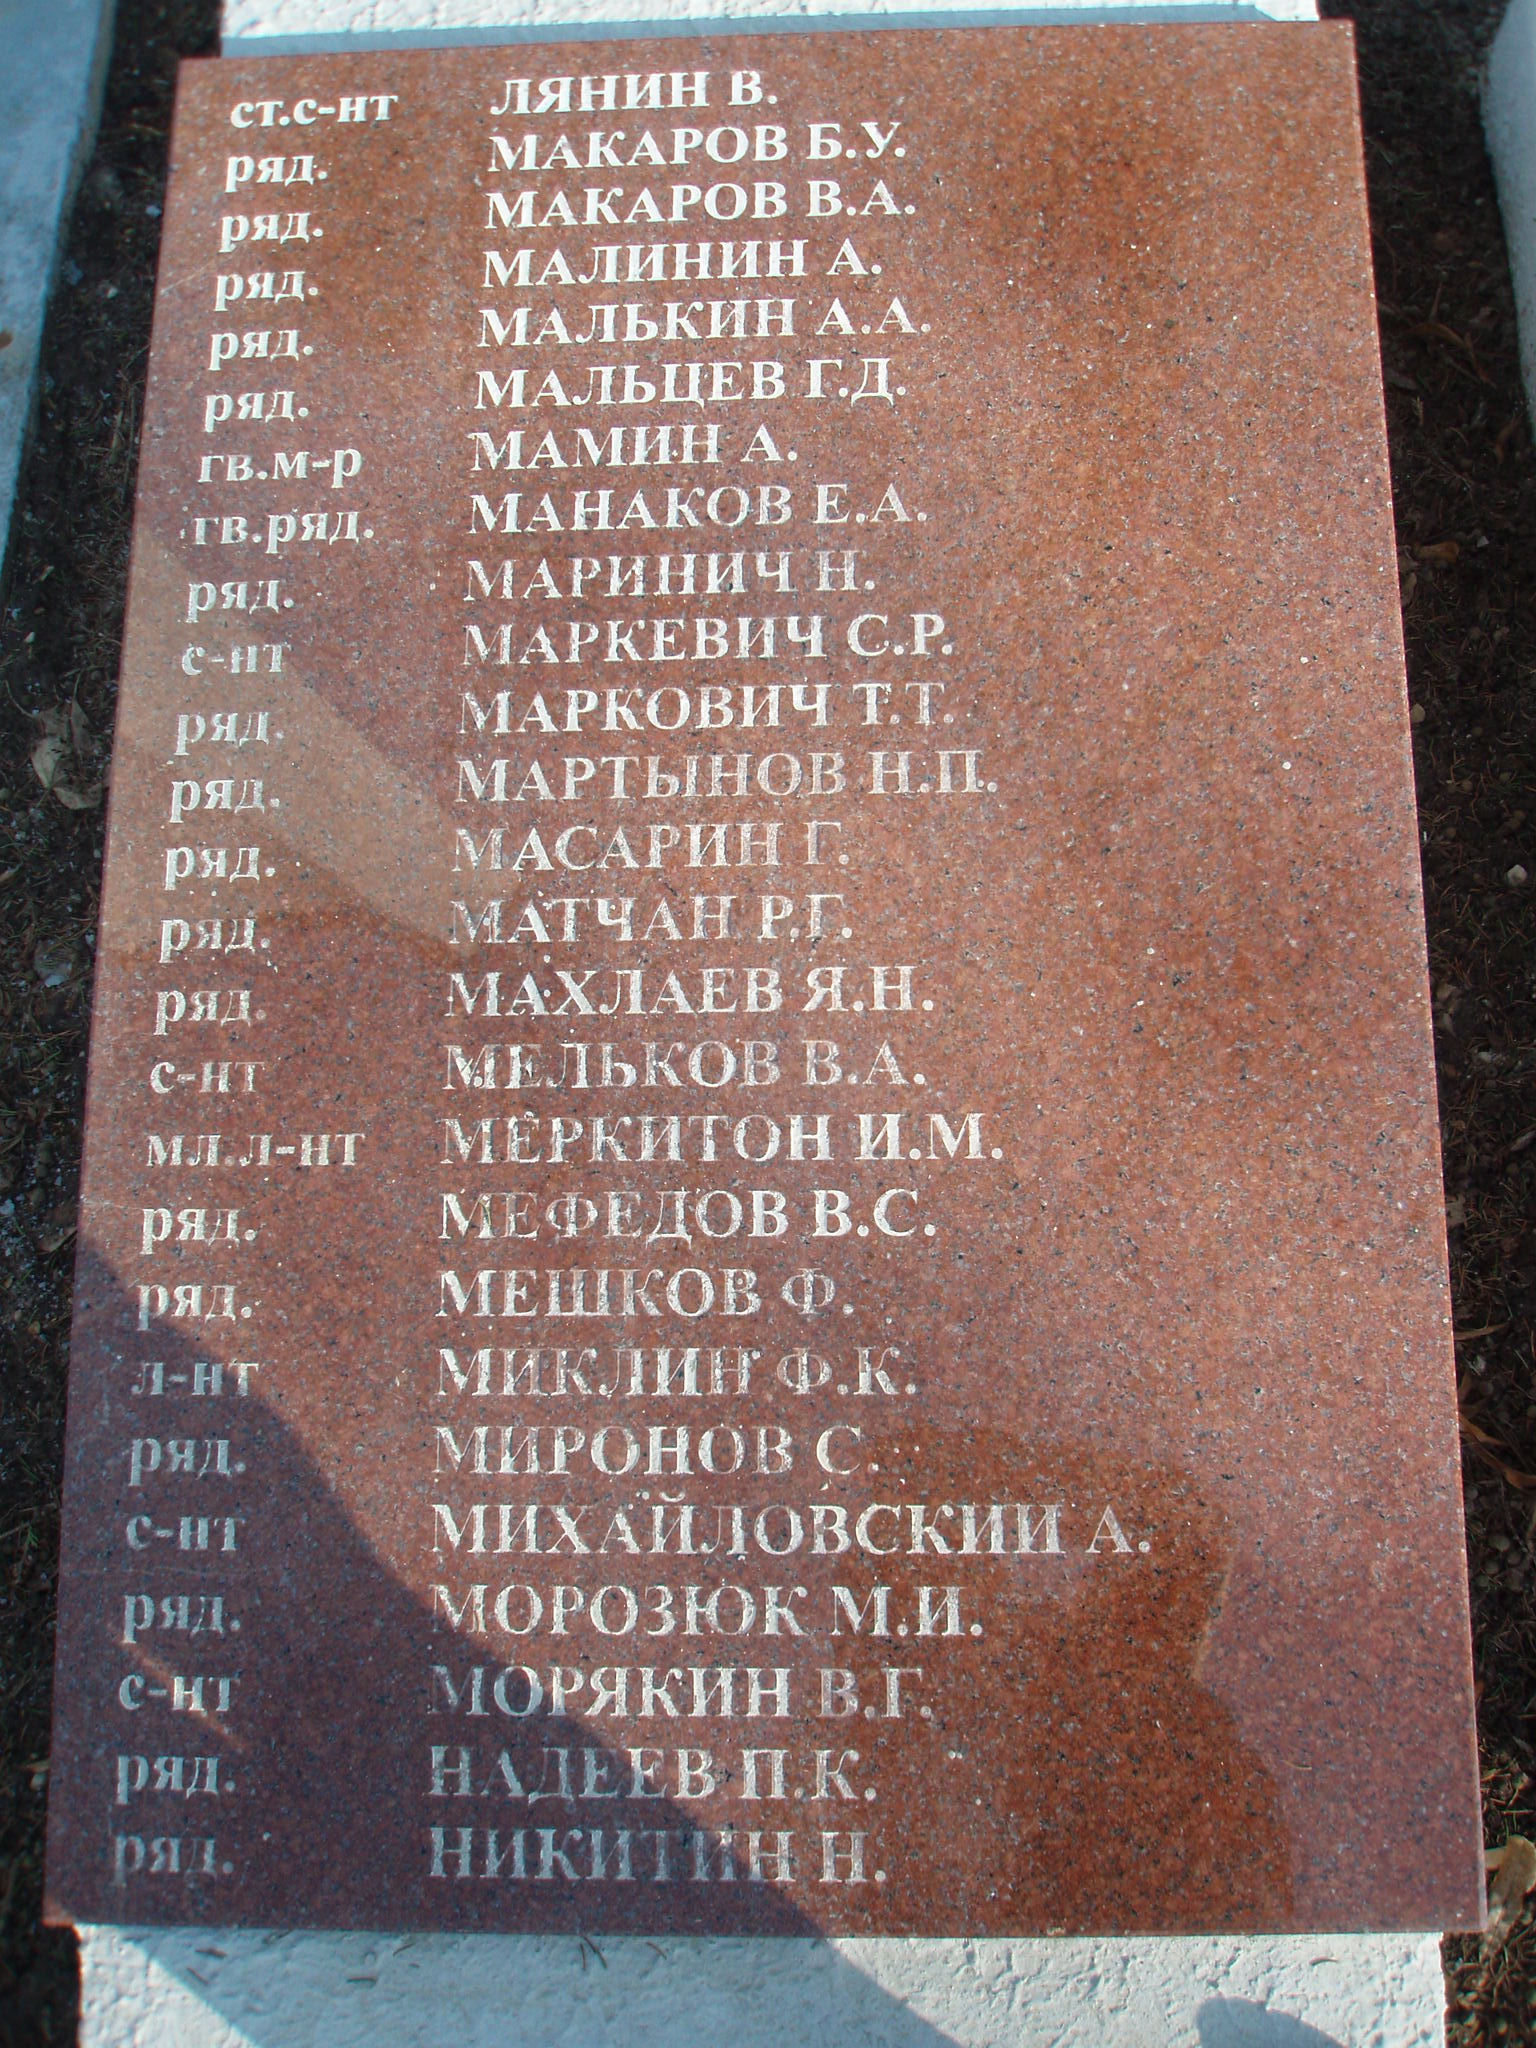 ст.с-нт ЛЯНИН В.
ряд. МАКАРОВ Б.У.
ряд. МАКАРОВ В.А.
ряд. МАЛИНИН А.
ряд. МАЛЬКИН А.А.
ряд. МАЛЬЦЕВ Г.Д.
гв.м-р МАМИН А.
гв.ряд. МАНАКОВ Е.А.
ряд. МАРИНИЧ Н.
с-нт МАРКЕВИЧ С.Р.
ряд. МАРКОВИЧ Т.Т.
ряд. МАРТЫНОВ Н.П.
ряд. МАСАРИН Г.
ряд. МАТЧАН Р.Г.
ряд. МАХЛАЕВ Я.Н.
с-нт МЕЛЬКОВ В.А.
мл.л-нт МЕРКИТОН И.М.
ряд. МЕФЕДОВ В.С.
ряд. МЕШКОВ Ф.
л-нт МИКЛИН Ф.К.
ряд. МИРОНОВ С.
с-нт МИХАЙЛОВСКИИ А.
ряд. МОРОЗЮК М.И.
с-нт МОРЯКИН В.Г.
ряд. НАДЕЕВ П.К.
ряд. НИКИТИН Н.